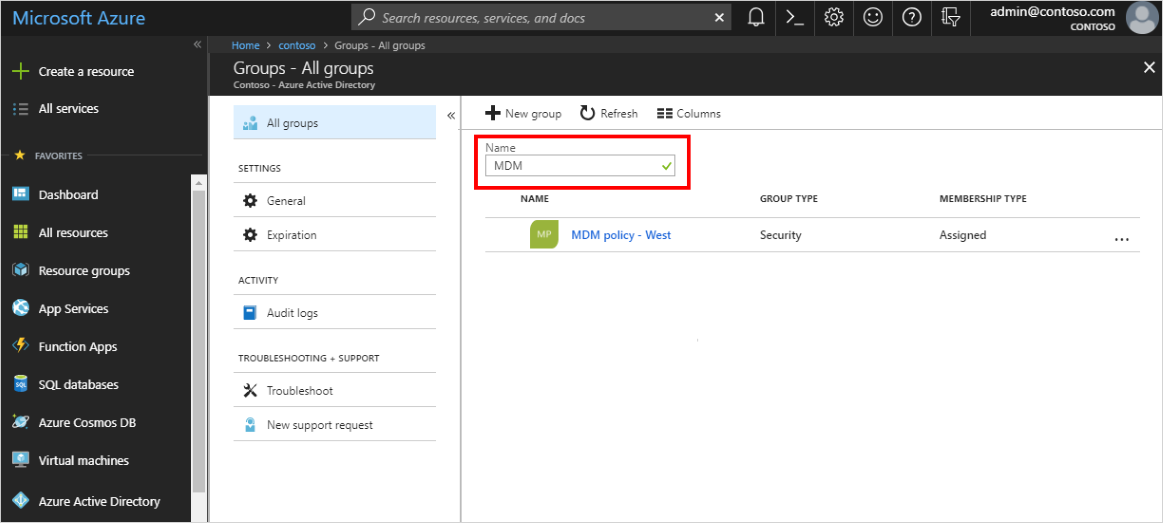 Microsoft Azure
Search resources, services, and docs
admin@contoso.com
CONTOSO
Create a resource
All services
FAVORITES
Dashboard
All resources
Resource groups
App Services
Function Apps
SQL databases
Azure Cosmos DB
Virtual machines
Azure Active Directory
Home > contoso > Groups - All groups
Groups - All groups
Contoso - Azure Active Directory
All groups
SETTINGS
General
Expiration
ACTIVITY
Audit logs
TROUBLESHOOTING + SUPPORT
Troubleshoot
New support request
New group Refresh Columns
Name
MDM
NAME GROUP TYPE MEMBERSHIP TYPE
MP MDM policy - West Security Assigned ...